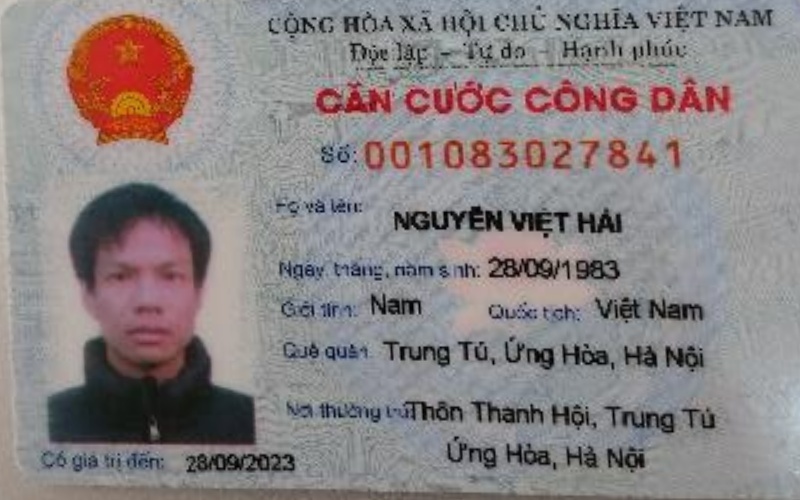 CỘNG HÒA XÃ HỘI CHỦ NGHĨA VIỆT NAM
Độc lập – Tự do – Hạnh phúc
CĂN CƯỚC CÔNG DÂN
Số: 001083027841
Họ và tên: NGUYỄN VIỆT HẢI
Ngày, tháng, năm sinh: 28/09/1983
Giới tính: Nam Quốc tịch: Việt Nam
Quê quán: Trung Tú, Ứng Hòa, Hà Nội
Nơi thường trú: Thôn Thanh Hội, Trung Tú
Ứng Hòa, Hà Nội
Có giá trị đến: 28/09/2023